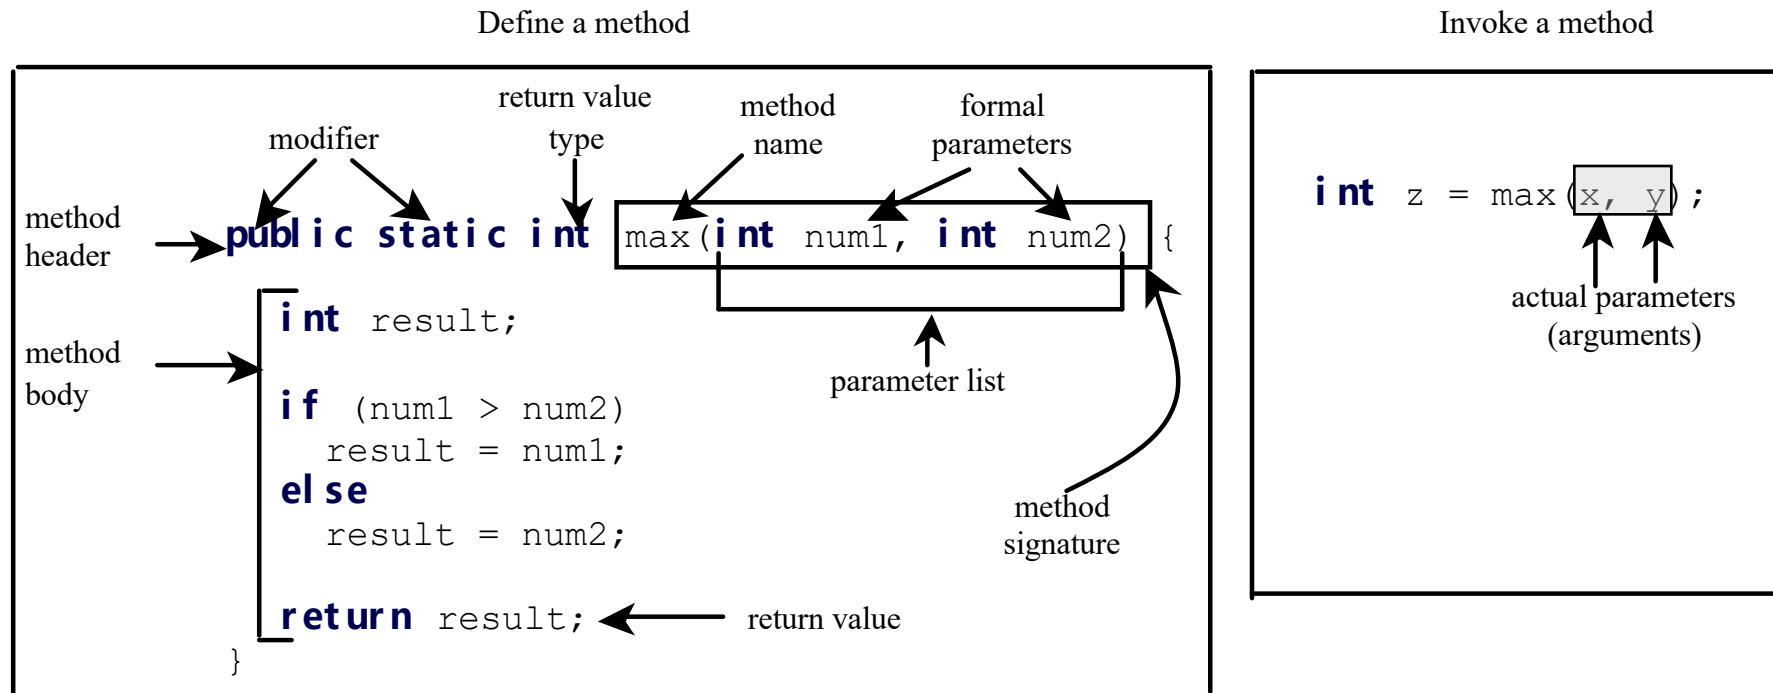 Define a method
Invoke a method
return value
type
method
name
formal
parameters
modifier
method
header
public static int max(int num1, int num2) {
int z = max(x, y);
actual parameters
(arguments)
method
body
int result;
if (num1 > num2)
result = num1;
else
result = num2;
return result;
}
parameter list
method
signature
return value